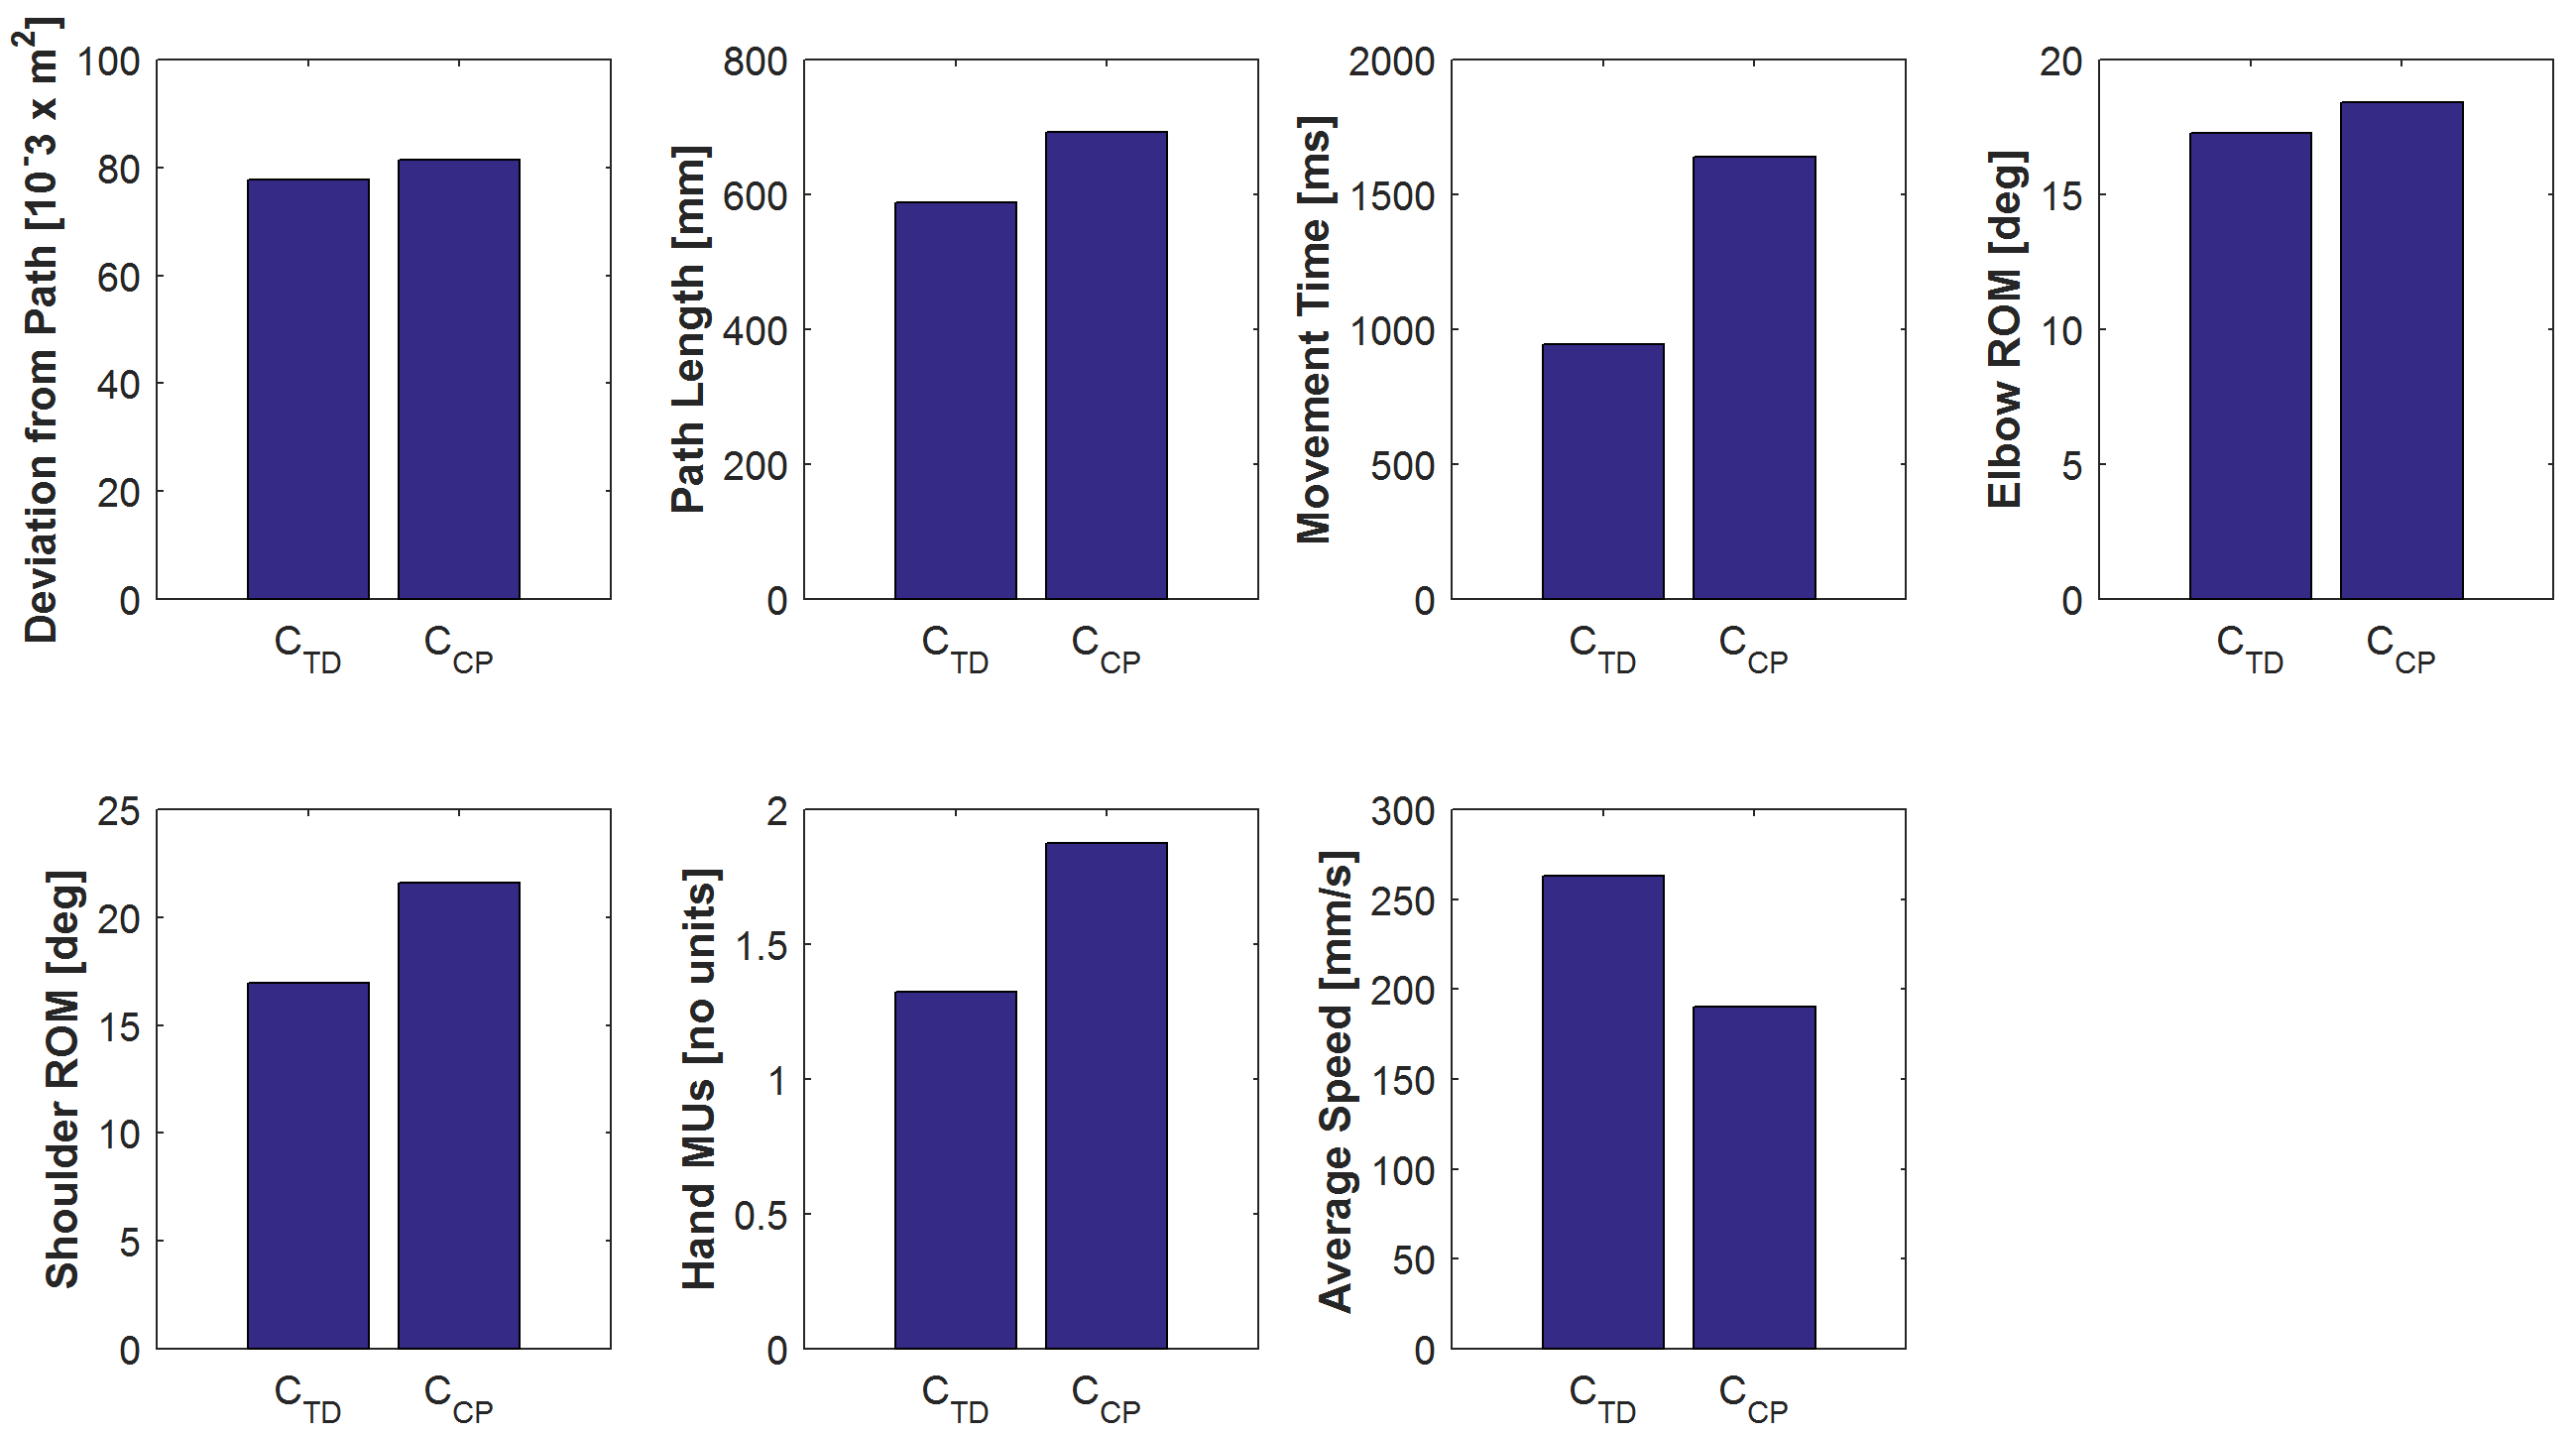 Deviation from Path [10⁻3 x m²]
100
80
60
40
20
0
C_TD
C_CP
Path Length [mm]
800
600
400
200
0
C_TD
C_CP
Movement Time [ms]
2000
1500
1000
500
0
C_TD
C_CP
Elbow ROM [deg]
20
15
10
5
0
C_TD
C_CP
Shoulder ROM [deg]
25
20
15
10
5
0
C_TD
C_CP
Hand MUs [no units]
2
1.5
1
0.5
0
C_TD
C_CP
Average Speed [mm/s]
300
250
200
150
100
50
0
C_TD
C_CP